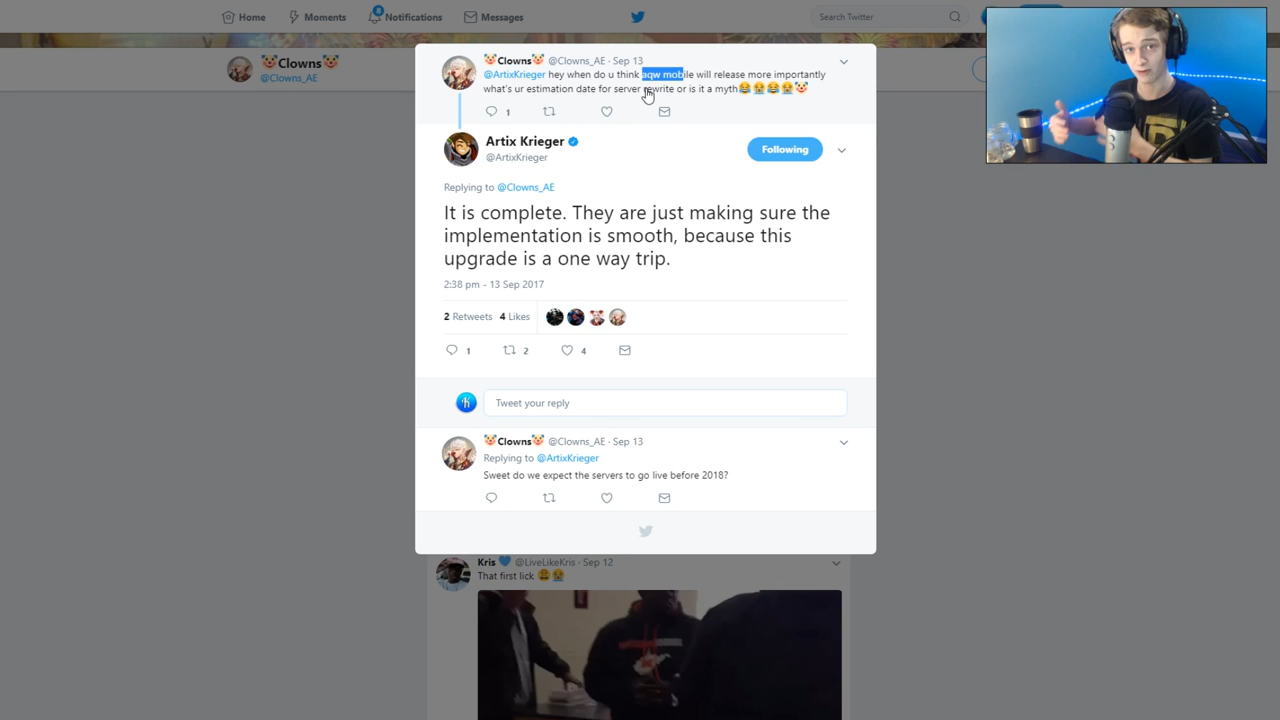 Home
Moments
8
Notifications
Messages
Search Twitter
🤡Clowns🤡
@Clowns_AE
🤡Clowns🤡 @Clowns_AE · Sep 13
@ArtixKrieger hey when do u think aqw mobile will release more importantly
what's ur estimation date for server rewrite or is it a myth😂😭😂😭🤡
1
Artix Krieger
@ArtixKrieger
Following
Replying to @Clowns_AE
It is complete. They are just making sure the
implementation is smooth, because this
upgrade is a one way trip.
2:38 pm - 13 Sep 2017
2 Retweets 4 Likes
1 2 4
Tweet your reply
🤡Clowns🤡 @Clowns_AE · Sep 13
Replying to @ArtixKrieger
Sweet do we expect the servers to go live before 2018?
Kris 💙 @LiveLikeKris · Sep 12
That first lick 😩😭